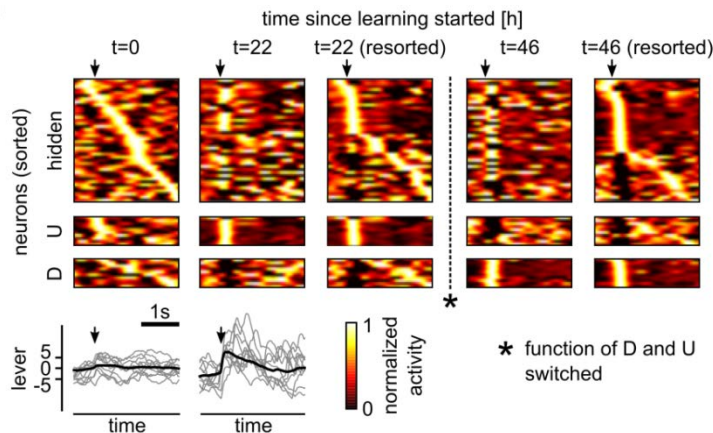 time since learning started [h]
t=0 t=22 t=22 (resorted) t=46 t=46 (resorted)
neurons (sorted)
hidden
U
D
1s
lever
5
0
-5
time time
1
0
normalized
activity
*
* function of D and U
switched